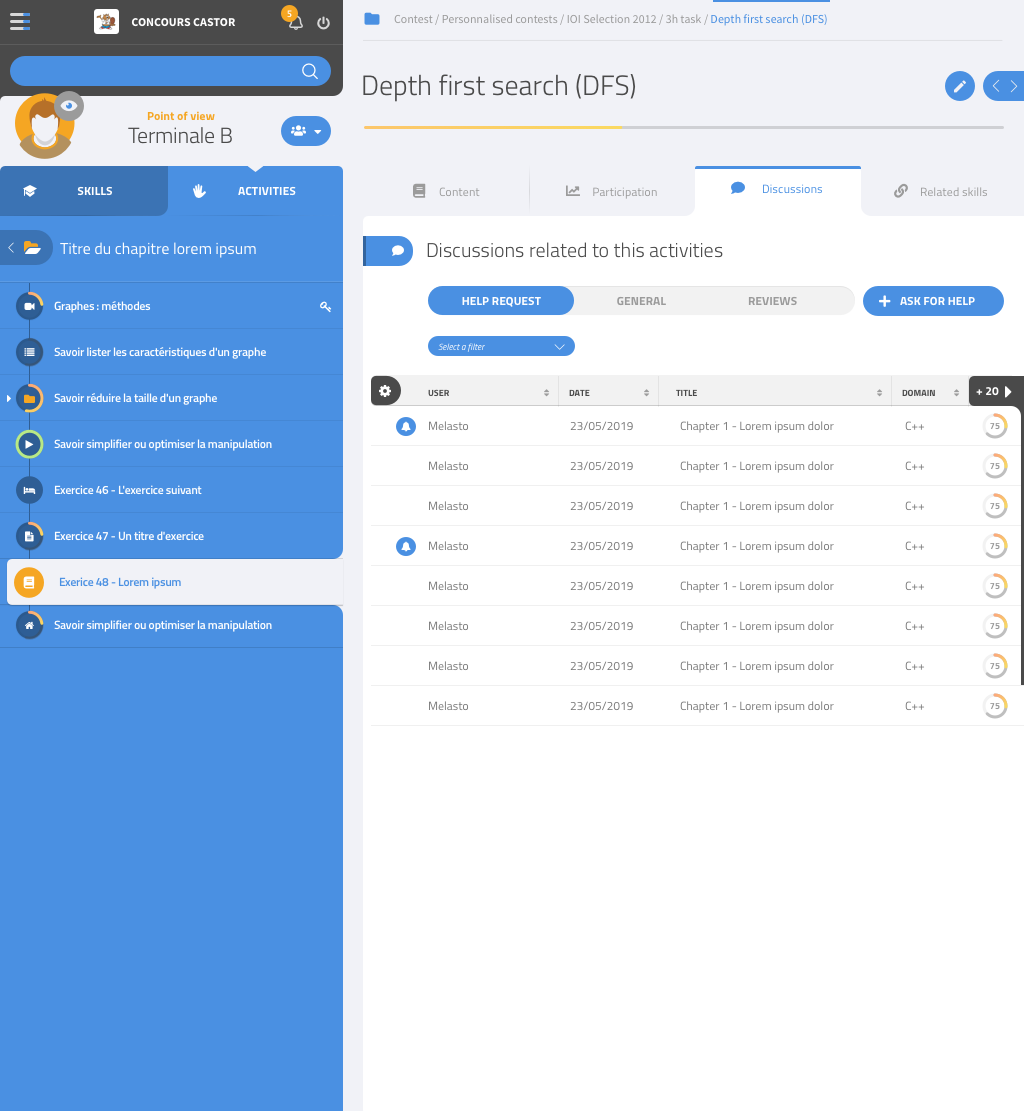 CONCOURS CASTOR
5
Contest / Personnalised contests / IOI Selection 2012 / 3h task / Depth first search (DFS)
Depth first search (DFS)
Point of view
Terminale B
SKILLS
ACTIVITIES
Titre du chapitre lorem ipsum
Graphes : méthodes
Savoir lister les caractéristiques d'un graphe
Savoir réduire la taille d'un graphe
Savoir simplifier ou optimiser la manipulation
Exercice 46 - L'exercice suivant
Exercice 47 - Un titre d'exercice
Exerice 48 - Lorem ipsum
Savoir simplifier ou optimiser la manipulation
Content
Participation
Discussions
Related skills
Discussions related to this activities
HELP REQUEST
GENERAL
REVIEWS
ASK FOR HELP
Select a filter
USER DATE TITLE DOMAIN + 20
Melasto 23/05/2019 Chapter 1 - Lorem ipsum dolor C++ 75
Melasto 23/05/2019 Chapter 1 - Lorem ipsum dolor C++ 75
Melasto 23/05/2019 Chapter 1 - Lorem ipsum dolor C++ 75
Melasto 23/05/2019 Chapter 1 - Lorem ipsum dolor C++ 75
Melasto 23/05/2019 Chapter 1 - Lorem ipsum dolor C++ 75
Melasto 23/05/2019 Chapter 1 - Lorem ipsum dolor C++ 75
Melasto 23/05/2019 Chapter 1 - Lorem ipsum dolor C++ 75
Melasto 23/05/2019 Chapter 1 - Lorem ipsum dolor C++ 75